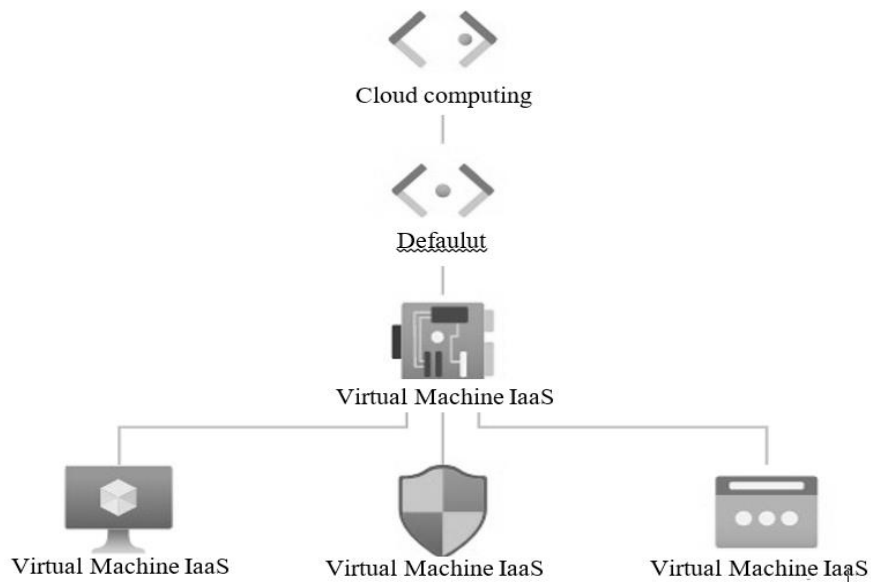 Cloud computing
Defaulut
Virtual Machine IaaS
Virtual Machine IaaS Virtual Machine IaaS Virtual Machine IaaS